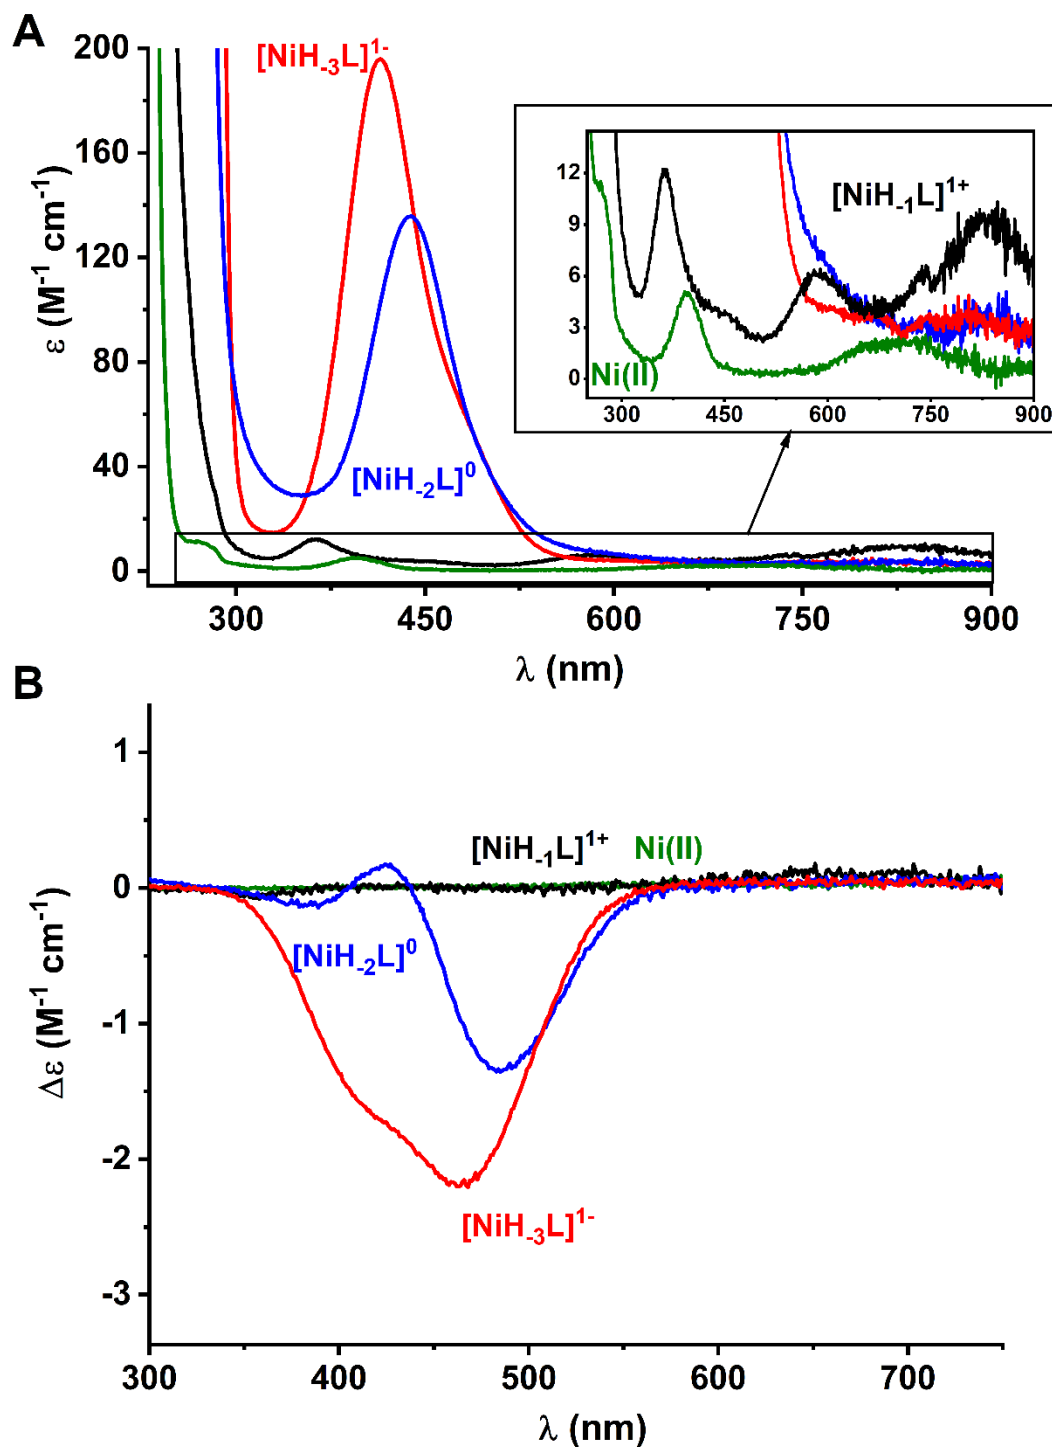 A
200
160
120
80
40
0
ε (M⁻¹ cm⁻¹)
[NiH₋₃L]¹⁻
[NiH₋₂L]⁰
12
9
6
3
0
[NiH₋₁L]¹⁺
Ni(II)
300 450 600 750 900
300 450 600 750 900
λ (nm)
B
1
0
-1
-2
-3
Δε (M⁻¹ cm⁻¹)
[NiH₋₁L]¹⁺ Ni(II)
[NiH₋₂L]⁰
[NiH₋₃L]¹⁻
300 400 500 600 700
λ (nm)